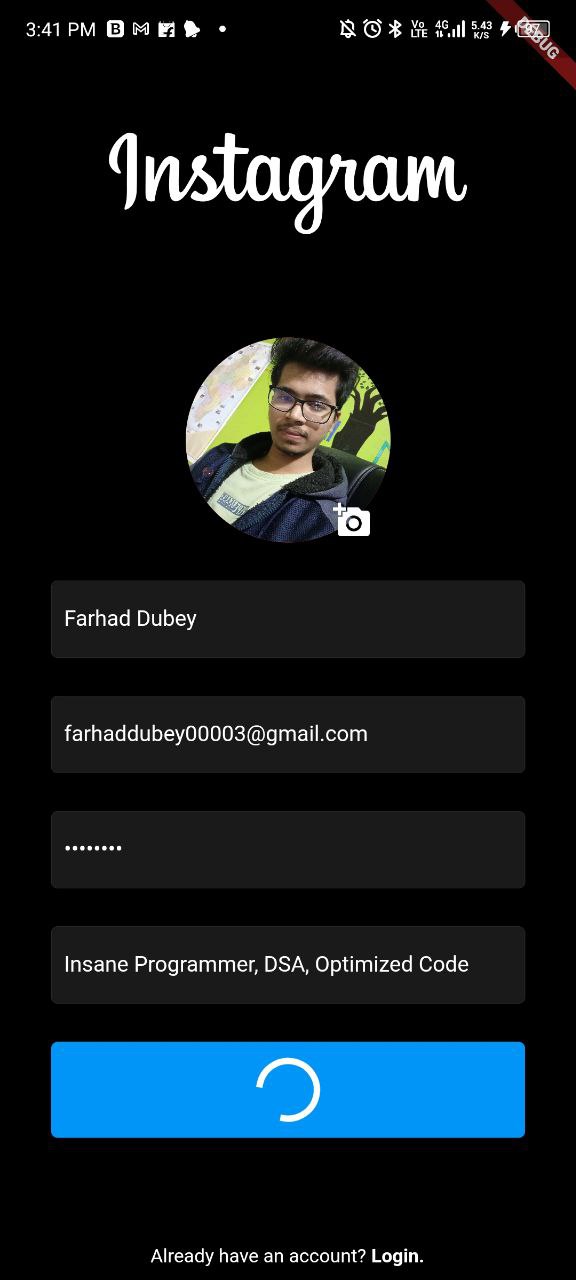 3:41 PM
Vo
LTE
4G
5.43
K/S
97
DEBUG
Instagram
Farhad Dubey
farhaddubey00003@gmail.com
••••••••
Insane Programmer, DSA, Optimized Code
Already have an account? Login.